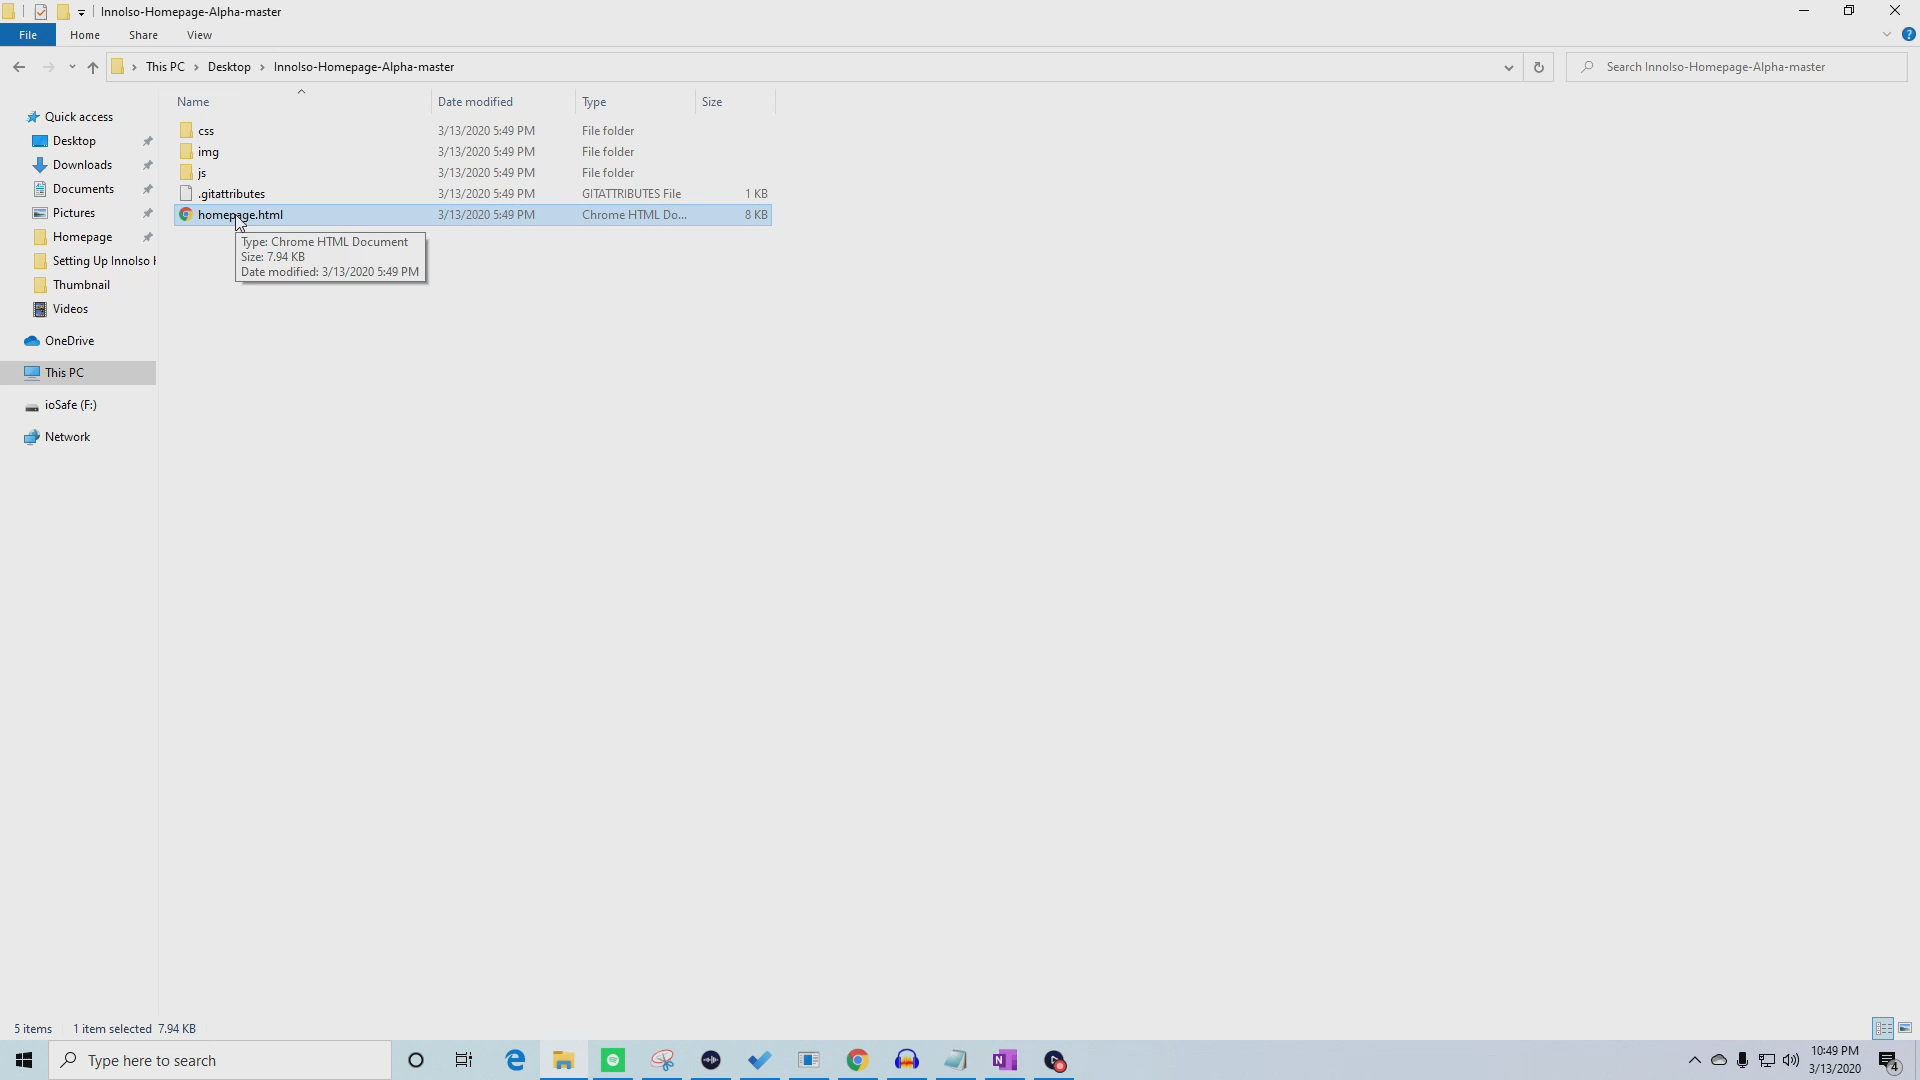 Innolso-Homepage-Alpha-master
File Home Share View
This PC Desktop Innolso-Homepage-Alpha-master
Search Innolso-Homepage-Alpha-master
Name Date modified Type Size
Quick access
Desktop
Downloads
Documents
Pictures
Homepage
Setting Up Innolso
Thumbnail
Videos
OneDrive
This PC
ioSafe (F:)
Network
css 3/13/2020 5:49 PM File folder
img 3/13/2020 5:49 PM File folder
js 3/13/2020 5:49 PM File folder
.gitattributes 3/13/2020 5:49 PM GITATTRIBUTES File 1 KB
homepage.html 3/13/2020 5:49 PM Chrome HTML Do... 8 KB
Type: Chrome HTML Document
Size: 7.94 KB
Date modified: 3/13/2020 5:49 PM
5 items 1 item selected 7.94 KB
Type here to search
10:49 PM
3/13/2020
4